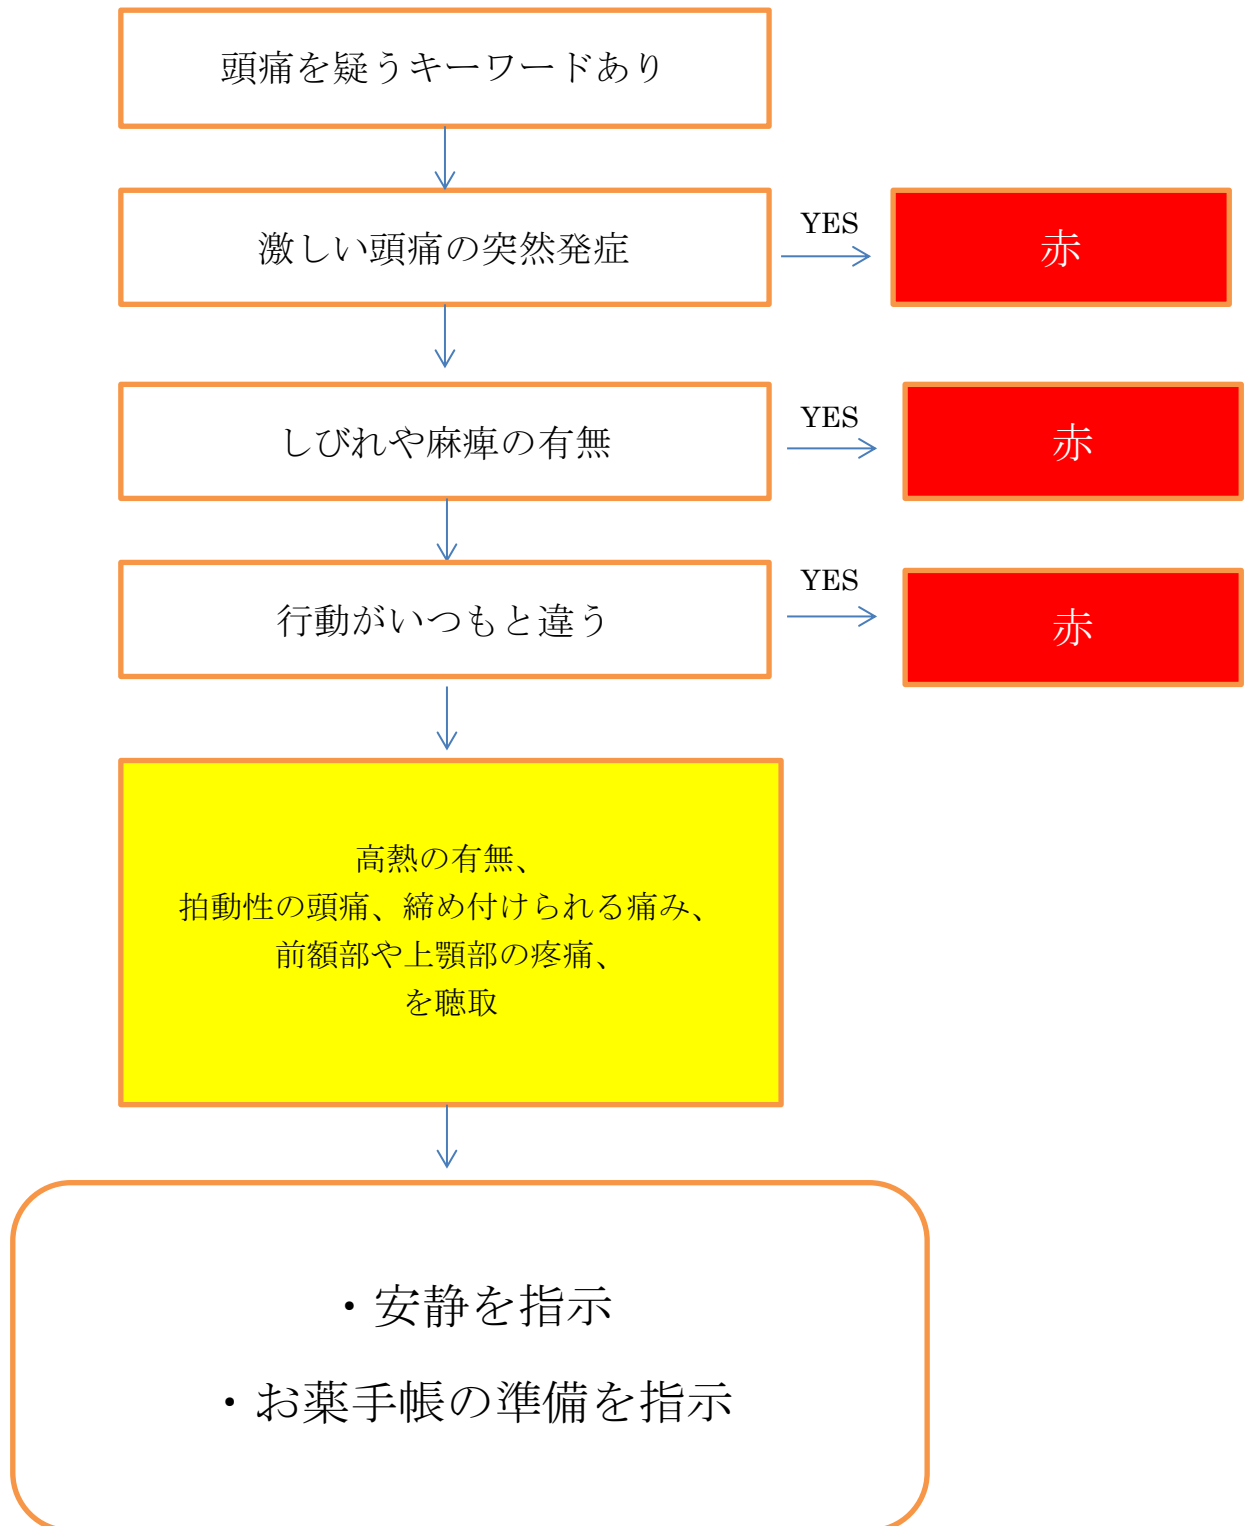 頭痛を疑うキーワードあり
激しい頭痛の突然発症
YES
赤
しびれや麻痺の有無
YES
赤
行動がいつもと違う
YES
赤
高熱の有無、
拍動性の頭痛、締め付けられる痛み、
前額部や上顎部の疼痛、
を聴取
・安静を指示
・お薬手帳の準備を指示